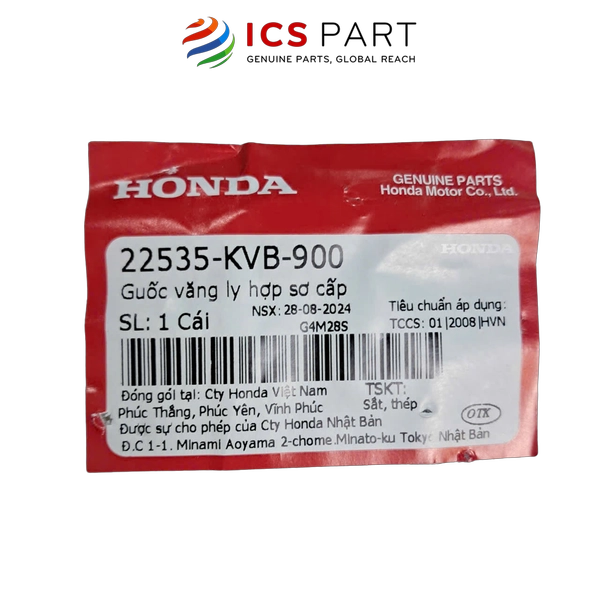 ICS PART
GENUINE PARTS, GLOBAL REACH
HONDA
GENUINE PARTS
Honda Motor Co., Ltd.
HONDA
22535-KVB-900
Guốc văng ly hợp sơ cấp
NSX: 28-08-2024
Tiêu chuẩn áp dụng:
SL: 1 Cái
G4M28S
TCCS: 01|2008|HVN
Đóng gói tại: Cty Honda Việt Nam
TSKT:
Phúc Thắng, Phúc Yên, Vĩnh Phúc
Sắt, thép
Được sự cho phép của Cty Honda Nhật Bản
OTK
Đ.C 1-1. Minami Aoyama 2-chome.Minato-ku Tokyo Nhật Bản